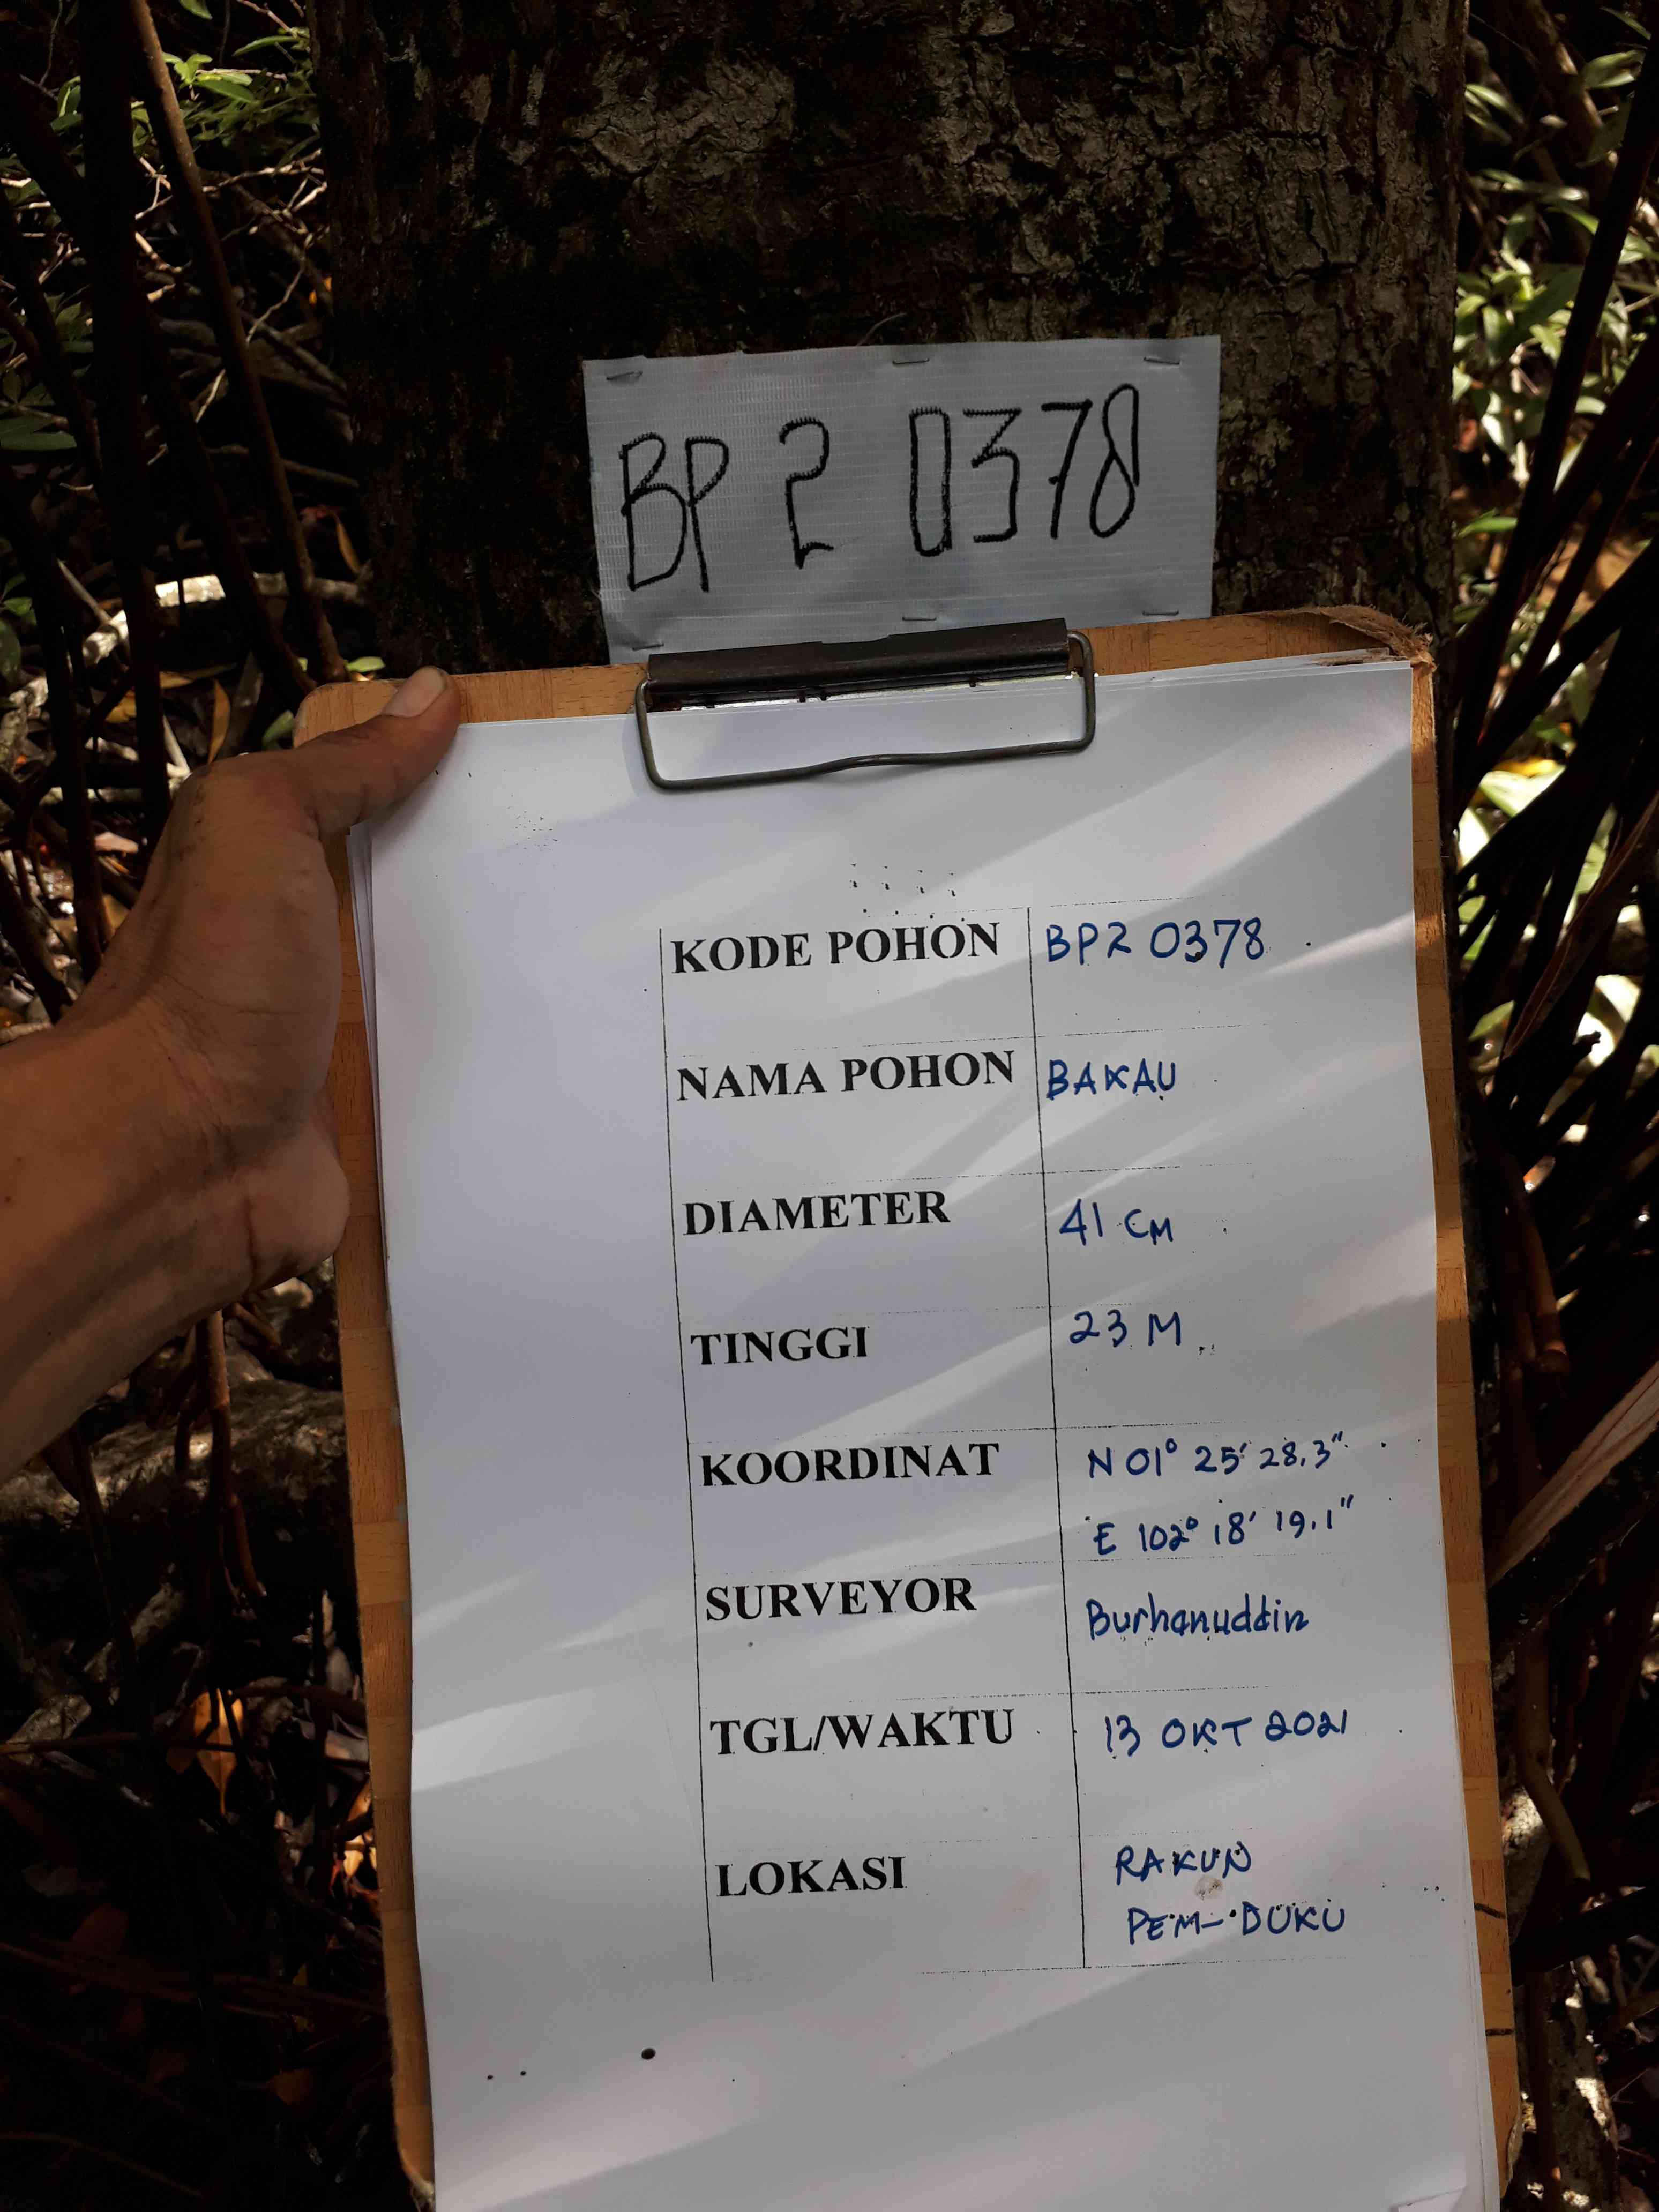 BP 2 0378
KODE POHON BP2 0378
NAMA POHON BAKAU
DIAMETER 41 CM
TINGGI 23 M
KOORDINAT N 01° 25' 28.3"
E 102° 18' 19.1"
SURVEYOR Burhanuddin
TGL/WAKTU 13 OKT 2021
LOKASI RAKUN
PEM-DUKU